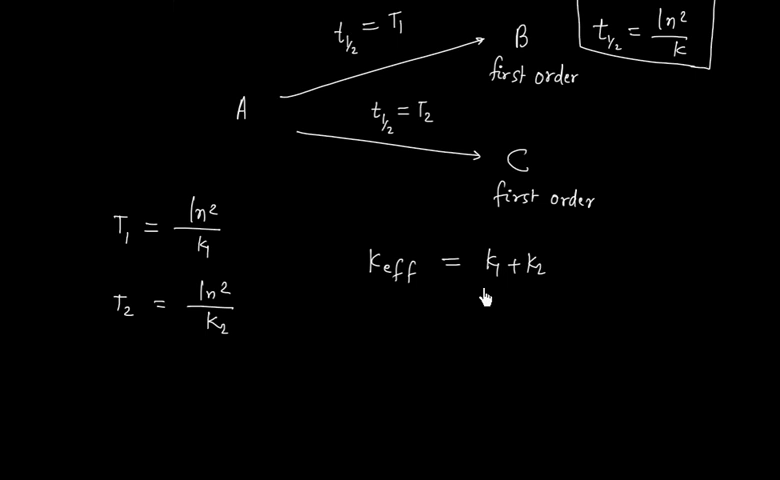 t1/2 = T1
B
t1/2 = ln2/k
first order
A
t1/2 = T2
C
first order
T1 = ln2/k1
keff = k1 + k2
T2 = ln2/k2